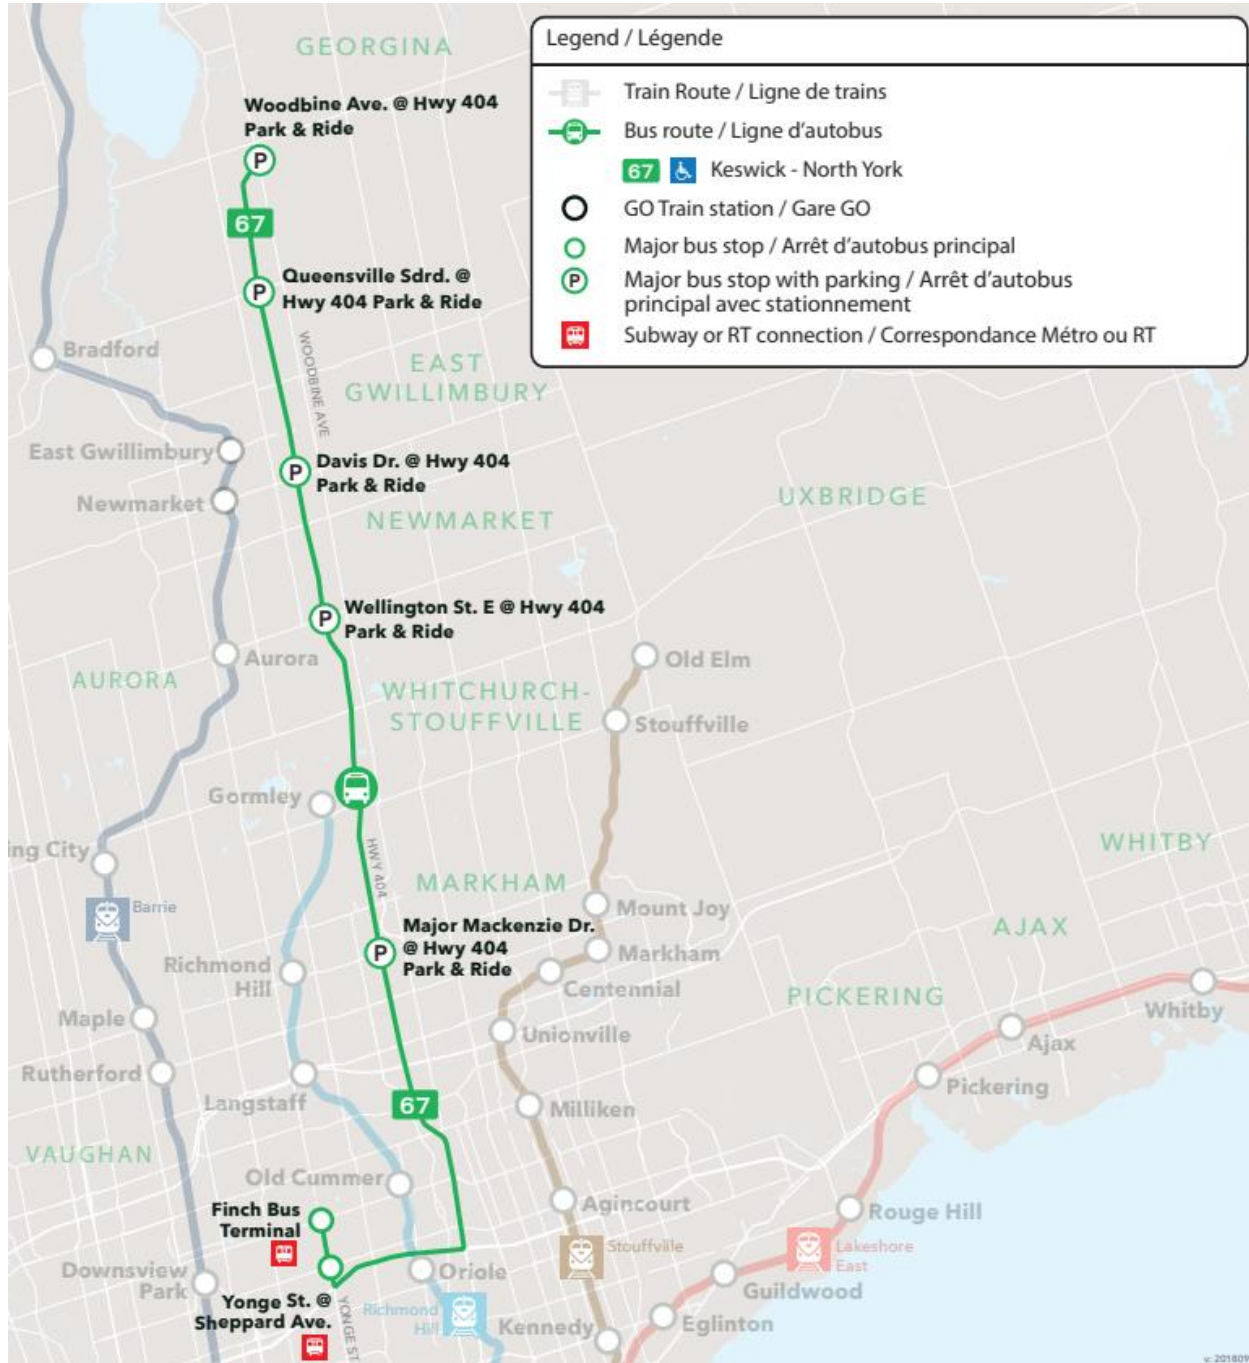 GEORGINA
Legend / Légende
Train Route / Ligne de trains
Bus route / Ligne d'autobus
67 Keswick - North York
GO Train station / Gare GO
Major bus stop / Arrêt d'autobus principal
P Major bus stop with parking / Arrêt d'autobus
principal avec stationnement
Subway or RT connection / Correspondance Métro ou RT
Woodbine Ave. @ Hwy 404
Park & Ride
P
67
Queensville Sdrd. @
Hwy 404 Park & Ride
P
WOODBINE AVE
Bradford
EAST
GWILLIMBURY
East Gwillimbury
Davis Dr. @ Hwy 404
Park & Ride
P
Newmarket
NEWMARKET
UXBRIDGE
Wellington St. E @ Hwy 404
Park & Ride
P
Aurora
AURORA
Old Elm
WHITCHURCH-
STOUFFVILLE
Stouffville
Gormley
ing City
HWY 404
WHITBY
Barrie
MARKHAM
Mount Joy
Major Mackenzie Dr.
@ Hwy 404
Park & Ride
P
AJAX
Markham
Richmond
Hill
Centennial
PICKERING
Whitby
Maple
Unionville
Ajax
Rutherford
Langstaff
Pickering
67
Milliken
VAUGHAN
Old Cummer
Agincourt
Finch Bus
Terminal
Rouge Hill
Stouffville
Lakeshore
East
Downsview
Park
Oriole
Guildwood
Yonge St. @
Sheppard Ave.
YONGE ST
Richmond
Hill
Kennedy
Eglinton
v: 201809